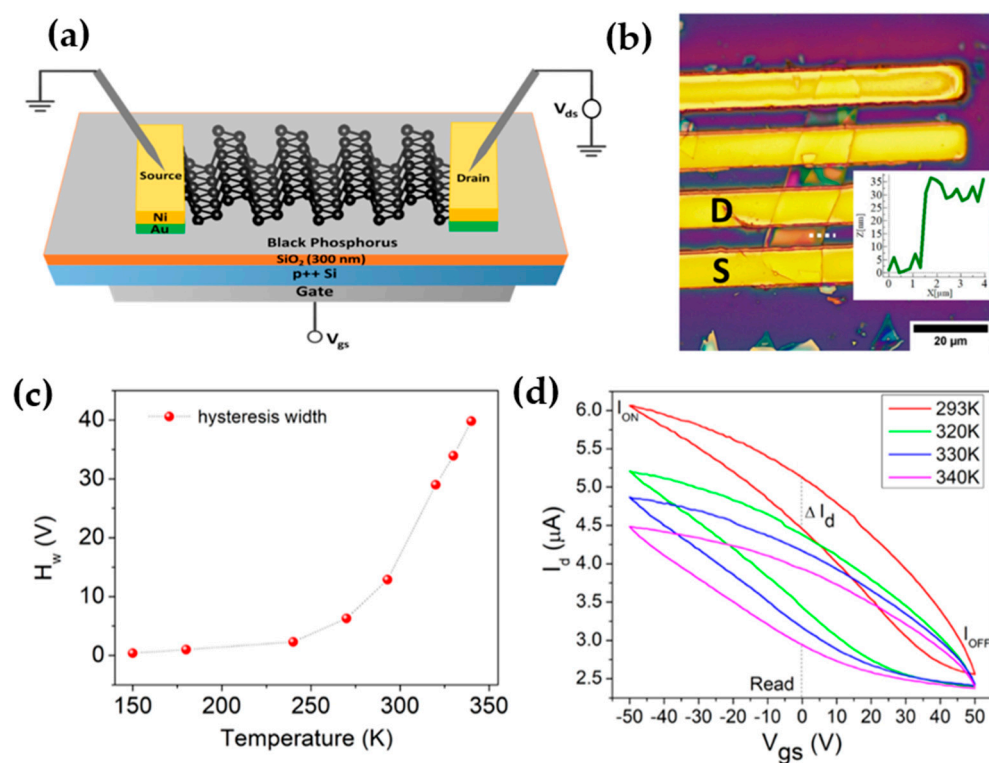 (a)
Source
Drain
Ni
Au
Black Phosphorus
SiO2 (300 nm)
p++ Si
Gate
Vgs
Vds
(b)
D
S
Z[nm]
35
30
25
20
15
10
5
0
0 1 2 3 4
X[µm]
20 µm
(c)
hysteresis width
Hw (V)
40
20
0
150 200 250 300 350
Temperature (K)
(d)
ION
293K
320K
330K
340K
Δ Id
IOFF
Read
Id (µA)
6.0
5.5
5.0
4.5
4.0
3.5
3.0
2.5
-50 -40 -30 -20 -10 0 10 20 30 40 50
Vgs (V)